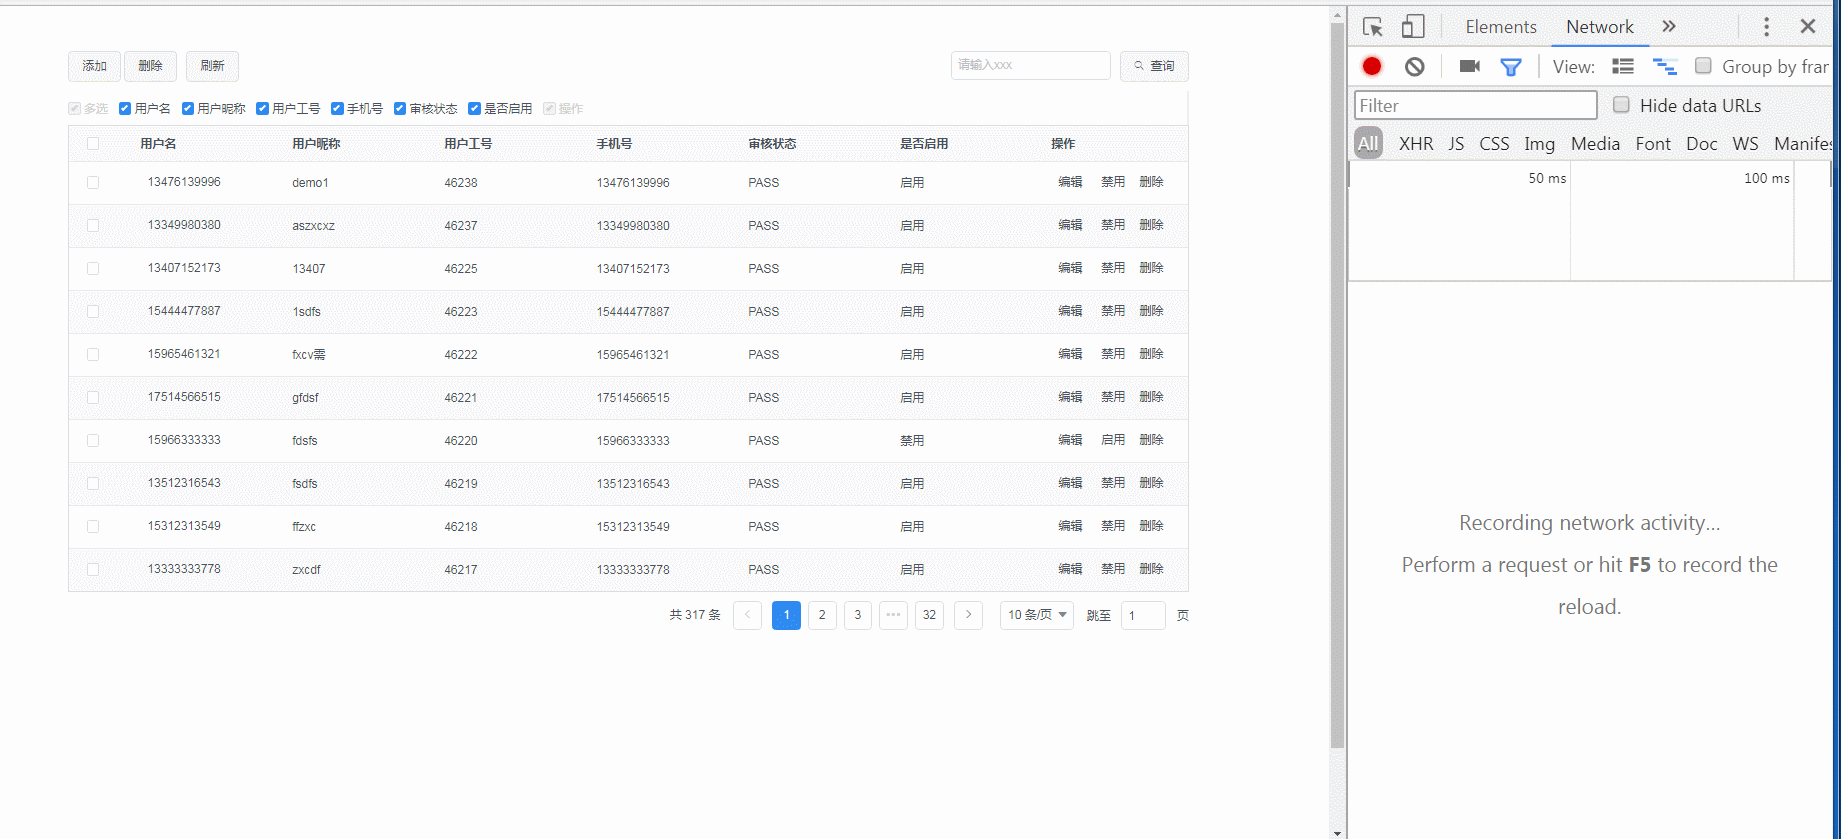 添加 删除 刷新 请输入xxx 查询
多选 用户名 用户昵称 用户工号 手机号 审核状态 是否启用 操作
用户名 用户昵称 用户工号 手机号 审核状态 是否启用 操作
13476139996 demo1 46238 13476139996 PASS 启用 编辑 禁用 删除
13349980380 aszxcxz 46237 13349980380 PASS 启用 编辑 禁用 删除
13407152173 13407 46225 13407152173 PASS 启用 编辑 禁用 删除
15444477887 1sdfs 46223 15444477887 PASS 启用 编辑 禁用 删除
15965461321 fxcv需 46222 15965461321 PASS 启用 编辑 禁用 删除
17514566515 gfdsf 46221 17514566515 PASS 启用 编辑 禁用 删除
15966333333 fdsfs 46220 15966333333 PASS 禁用 编辑 启用 删除
13512316543 fsdfs 46219 13512316543 PASS 启用 编辑 禁用 删除
15312313549 ffzxc 46218 15312313549 PASS 启用 编辑 禁用 删除
13333333778 zxcdf 46217 13333333778 PASS 启用 编辑 禁用 删除
共 317 条 < 1 2 3 ••• 32 > 10 条/页 跳至 1 页
Elements Network »
View: Group by frar
Filter Hide data URLs
All XHR JS CSS Img Media Font Doc WS Manifes
50 ms 100 ms
Recording network activity...
Perform a request or hit F5 to record the
reload.